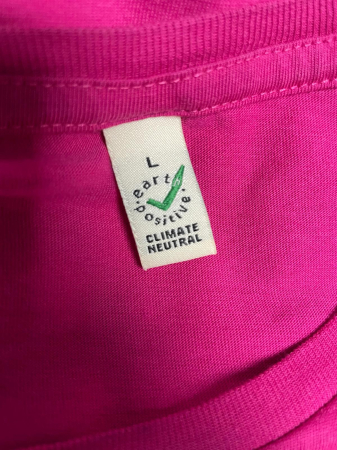 L
earth
positive
CLIMATE
NEUTRAL